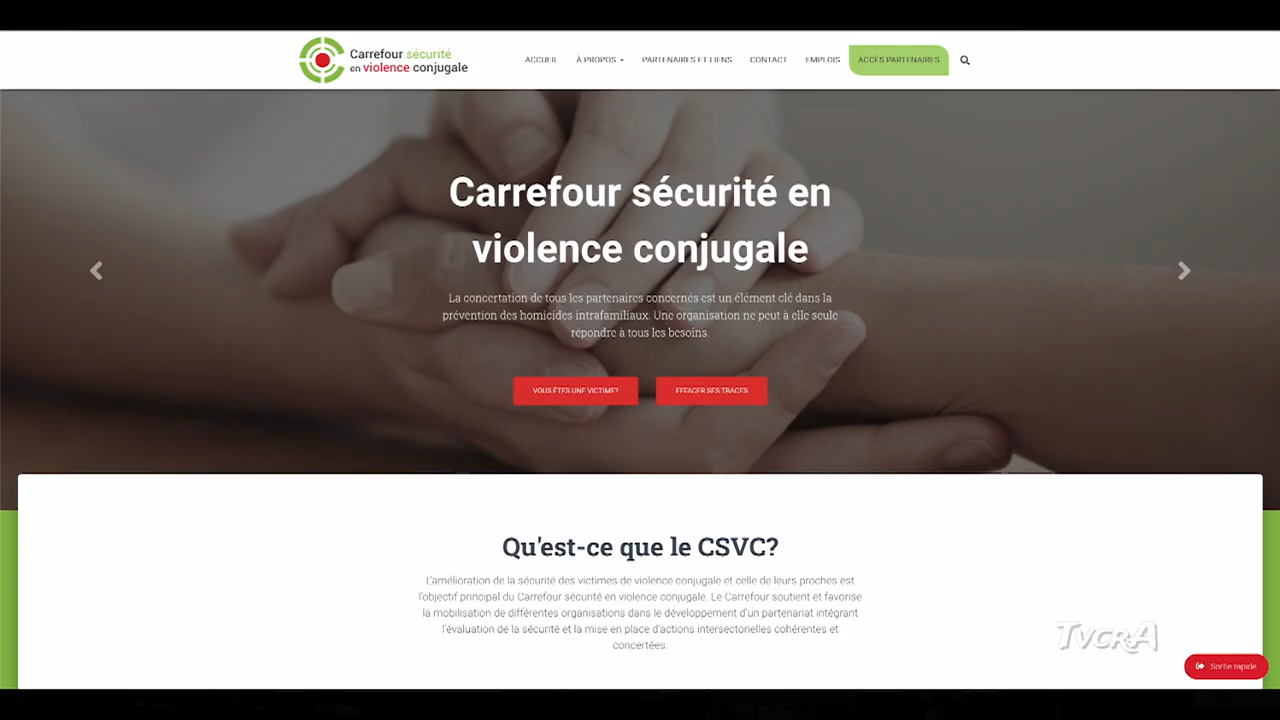 Carrefour sécurité
en violence conjugale
ACCUEIL
À PROPOS
PARTENAIRES ET LIENS
CONTACT
EMPLOIS
ACCÈS PARTENAIRES
Carrefour sécurité en
violence conjugale
La concertation de tous les partenaires concernés est un élément clé dans la
prévention des homicides intrafamiliaux. Une organisation ne peut à elle seule
répondre à tous les besoins.
VOUS ÊTES UNE VICTIME?
EFFACER SES TRACES
Qu'est-ce que le CSVC?
L'amélioration de la sécurité des victimes de violence conjugale et celle de leurs proches est
l'objectif principal du Carrefour sécurité en violence conjugale. Le Carrefour soutient et favorise
la mobilisation de différentes organisations dans le développement d'un partenariat intégrant
l'évaluation de la sécurité et la mise en place d'actions intersectorielles cohérentes et
concertées.
TVCRA
Sortie rapide